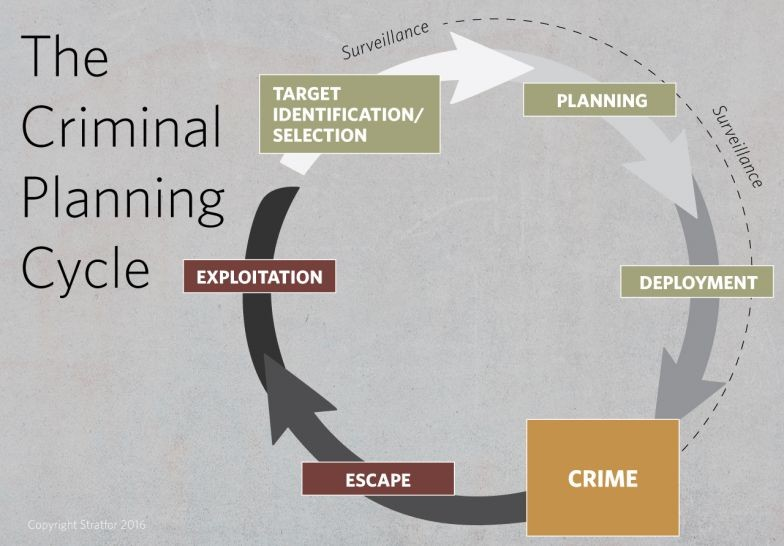 The
Criminal
Planning
Cycle
Surveillance
TARGET
IDENTIFICATION/
SELECTION
PLANNING
Surveillance
DEPLOYMENT
CRIME
ESCAPE
EXPLOITATION
Copyright Stratfor 2016